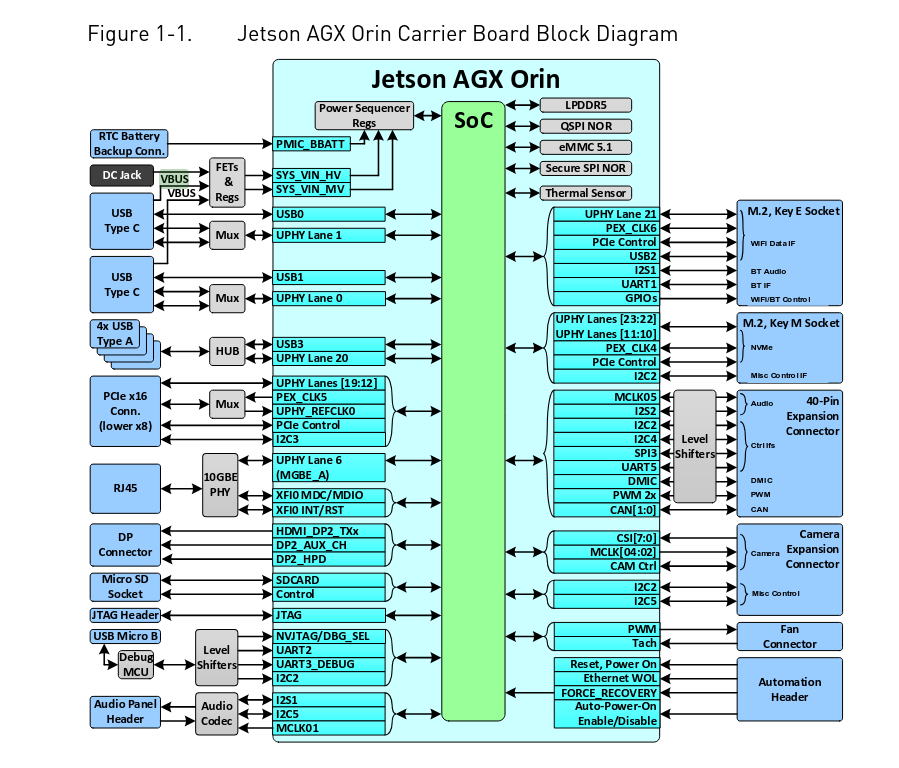 Figure 1-1. Jetson AGX Orin Carrier Board Block Diagram
Jetson AGX Orin
Power Sequencer
Regs
SoC
LPDDR5
QSPI NOR
eMMC 5.1
Secure SPI NOR
Thermal Sensor
RTC Battery
Backup Conn.
PMIC_BBATT
DC Jack
VBUS
VBUS
FETs
&
Regs
SYS_VIN_HV
SYS_VIN_MV
USB
Type C
Mux
USB0
UPHY Lane 1
USB
Type C
Mux
USB1
UPHY Lane 0
4x USB
Type A
HUB
USB3
UPHY Lane 20
PCIe x16
Conn.
(lower x8)
Mux
UPHY Lanes [19:12]
PEX_CLK5
UPHY_REFCLK0
PCIe Control
I2C3
RJ45
10GBE
PHY
UPHY Lane 6
(MGBE_A)
XFI0 MDC/MDIO
XFI0 INT/RST
DP
Connector
HDMI_DP2_TXx
DP2_AUX_CH
DP2_HPD
Micro SD
Socket
SDCARD
Control
JTAG Header
JTAG
USB Micro B
Debug
MCU
Level
Shifters
NVJTAG/DBG_SEL
UART2
UART3_DEBUG
I2C2
Audio Panel
Header
Audio
Codec
I2S1
I2C5
MCLK01
UPHY Lane 21
PEX_CLK6
PCIe Control
USB2
I2S1
UART1
GPIOs
M.2, Key E Socket
WIFI Data IF
BT Audio
BT IF
WIFI/BT Control
UPHY Lanes [23:22]
UPHY Lanes [11:10]
PEX_CLK4
PCIe Control
I2C2
M.2, Key M Socket
NVMe
Misc Control IF
MCLK05
I2S2
I2C2
I2C4
SPI3
UART5
DMIC
PWM 2x
CAN[1:0]
Level
Shifters
40-Pin
Expansion
Connector
Audio
Ctrl Ifs
DMIC
PWM
CAN
CSI[7:0]
MCLK[04:02]
CAM Ctrl
I2C2
I2C5
Camera
Expansion
Connector
Camera
Misc Control
PWM
Tach
Fan
Connector
Reset, Power On
Ethernet WOL
FORCE_RECOVERY
Auto-Power-On
Enable/Disable
Automation
Header